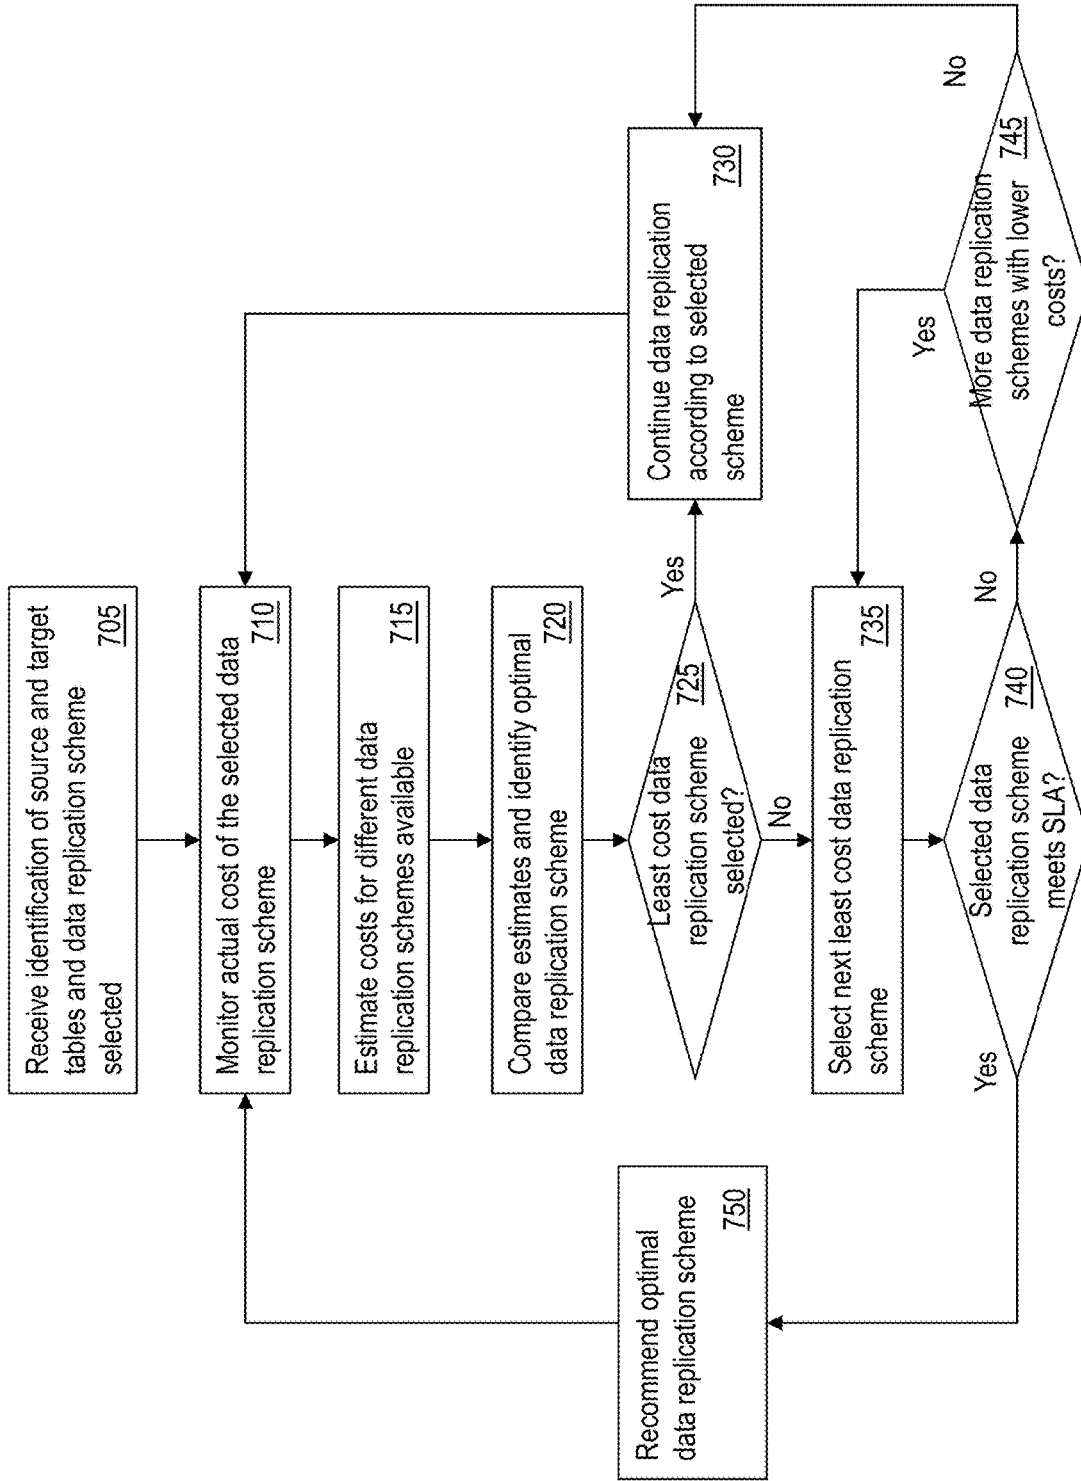 Receive identification of source and target
tables and data replication scheme
selected
705
Monitor actual cost of the selected data
replication scheme
710
Estimate costs for different data
replication schemes available
715
Compare estimates and identify optimal
data replication scheme
720
Least cost data
replication scheme
selected?
725
Yes
No
Continue data replication
according to selected
scheme
730
Select next least cost data replication
scheme
735
Selected data
replication scheme
meets SLA?
740
Yes
No
More data replication
schemes with lower
costs?
745
Yes
No
Recommend optimal
data replication scheme
750